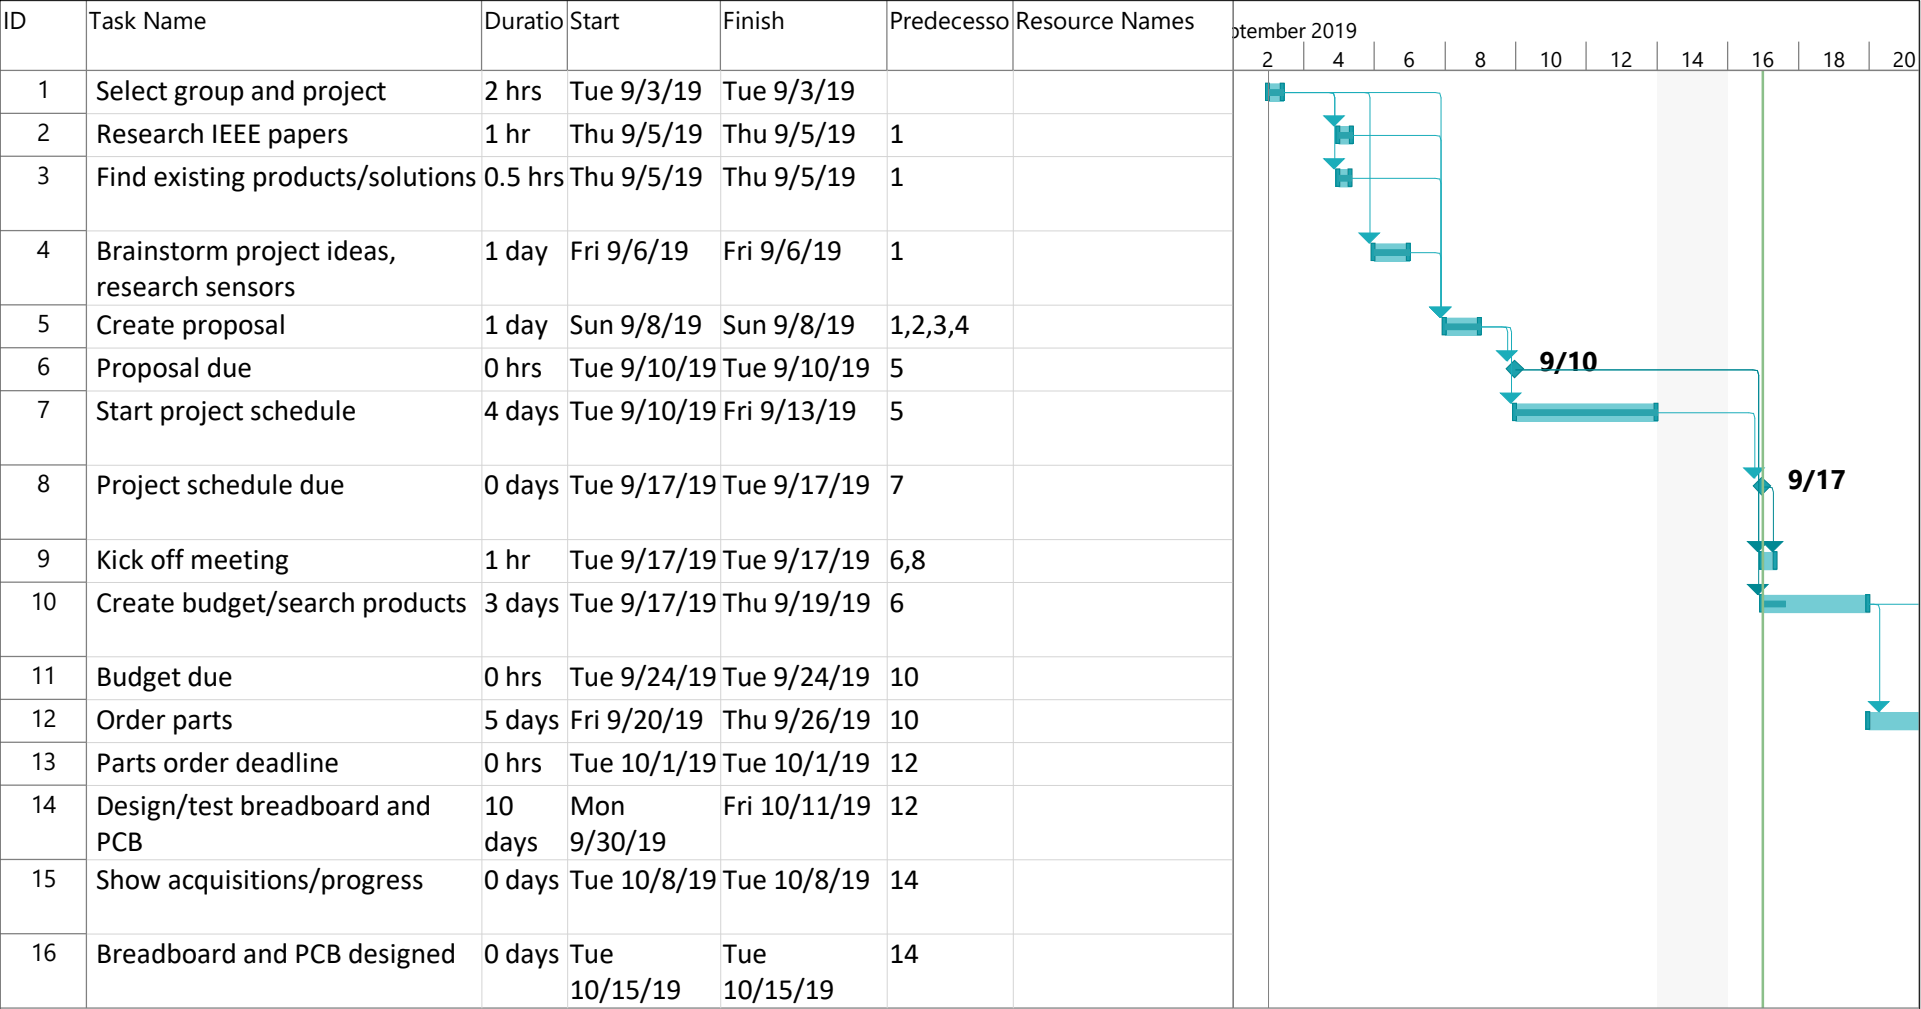 ID Task Name Duratio Start Finish Predecesso Resource Names
ptember 2019
2 4 6 8 10 12 14 16 18 20
1 Select group and project 2 hrs Tue 9/3/19 Tue 9/3/19
2 Research IEEE papers 1 hr Thu 9/5/19 Thu 9/5/19 1
3 Find existing products/solutions 0.5 hrs Thu 9/5/19 Thu 9/5/19 1
4 Brainstorm project ideas, 1 day Fri 9/6/19 Fri 9/6/19 1
research sensors
5 Create proposal 1 day Sun 9/8/19 Sun 9/8/19 1,2,3,4
6 Proposal due 0 hrs Tue 9/10/19 Tue 9/10/19 5 9/10
7 Start project schedule 4 days Tue 9/10/19 Fri 9/13/19 5
8 Project schedule due 0 days Tue 9/17/19 Tue 9/17/19 7 9/17
9 Kick off meeting 1 hr Tue 9/17/19 Tue 9/17/19 6,8
10 Create budget/search products 3 days Tue 9/17/19 Thu 9/19/19 6
11 Budget due 0 hrs Tue 9/24/19 Tue 9/24/19 10
12 Order parts 5 days Fri 9/20/19 Thu 9/26/19 10
13 Parts order deadline 0 hrs Tue 10/1/19 Tue 10/1/19 12
14 Design/test breadboard and 10 Mon Fri 10/11/19 12
PCB days 9/30/19
15 Show acquisitions/progress 0 days Tue 10/8/19 Tue 10/8/19 14
16 Breadboard and PCB designed 0 days Tue Tue 14
10/15/19 10/15/19